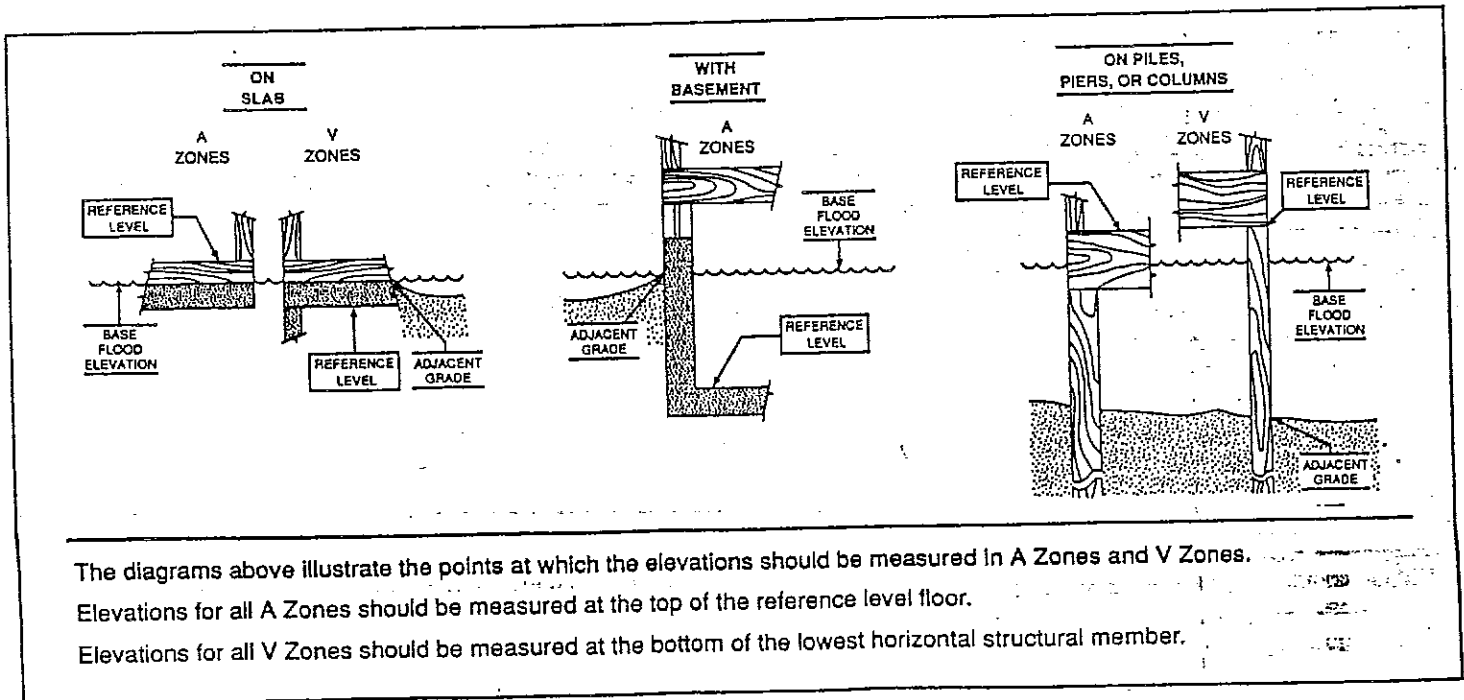 ON
SLAB
A
ZONES
V
ZONES
REFERENCE
LEVEL
BASE
FLOOD
ELEVATION
REFERENCE
LEVEL
ADJACENT
GRADE
WITH
BASEMENT
A
ZONES
BASE
FLOOD
ELEVATION
ADJACENT
GRADE
REFERENCE
LEVEL
ON PILES,
PIERS, OR COLUMNS
A
ZONES
V
ZONES
REFERENCE
LEVEL
REFERENCE
LEVEL
BASE
FLOOD
ELEVATION
ADJACENT
GRADE
The diagrams above illustrate the points at which the elevations should be measured in A Zones and V Zones.
Elevations for all A Zones should be measured at the top of the reference level floor.
Elevations for all V Zones should be measured at the bottom of the lowest horizontal structural member.